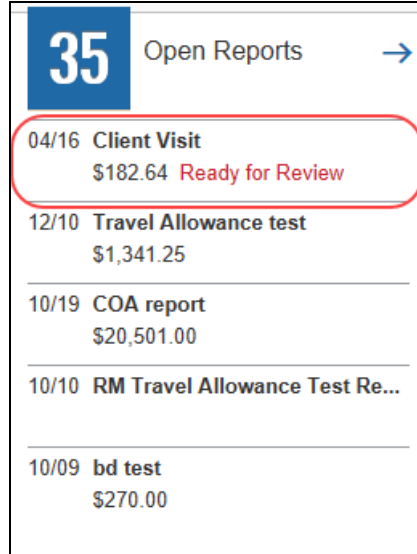 35 Open Reports →
04/16 Client Visit
$182.64 Ready for Review
12/10 Travel Allowance test
$1,341.25
10/19 COA report
$20,501.00
10/10 RM Travel Allowance Test Re...
10/09 bd test
$270.00